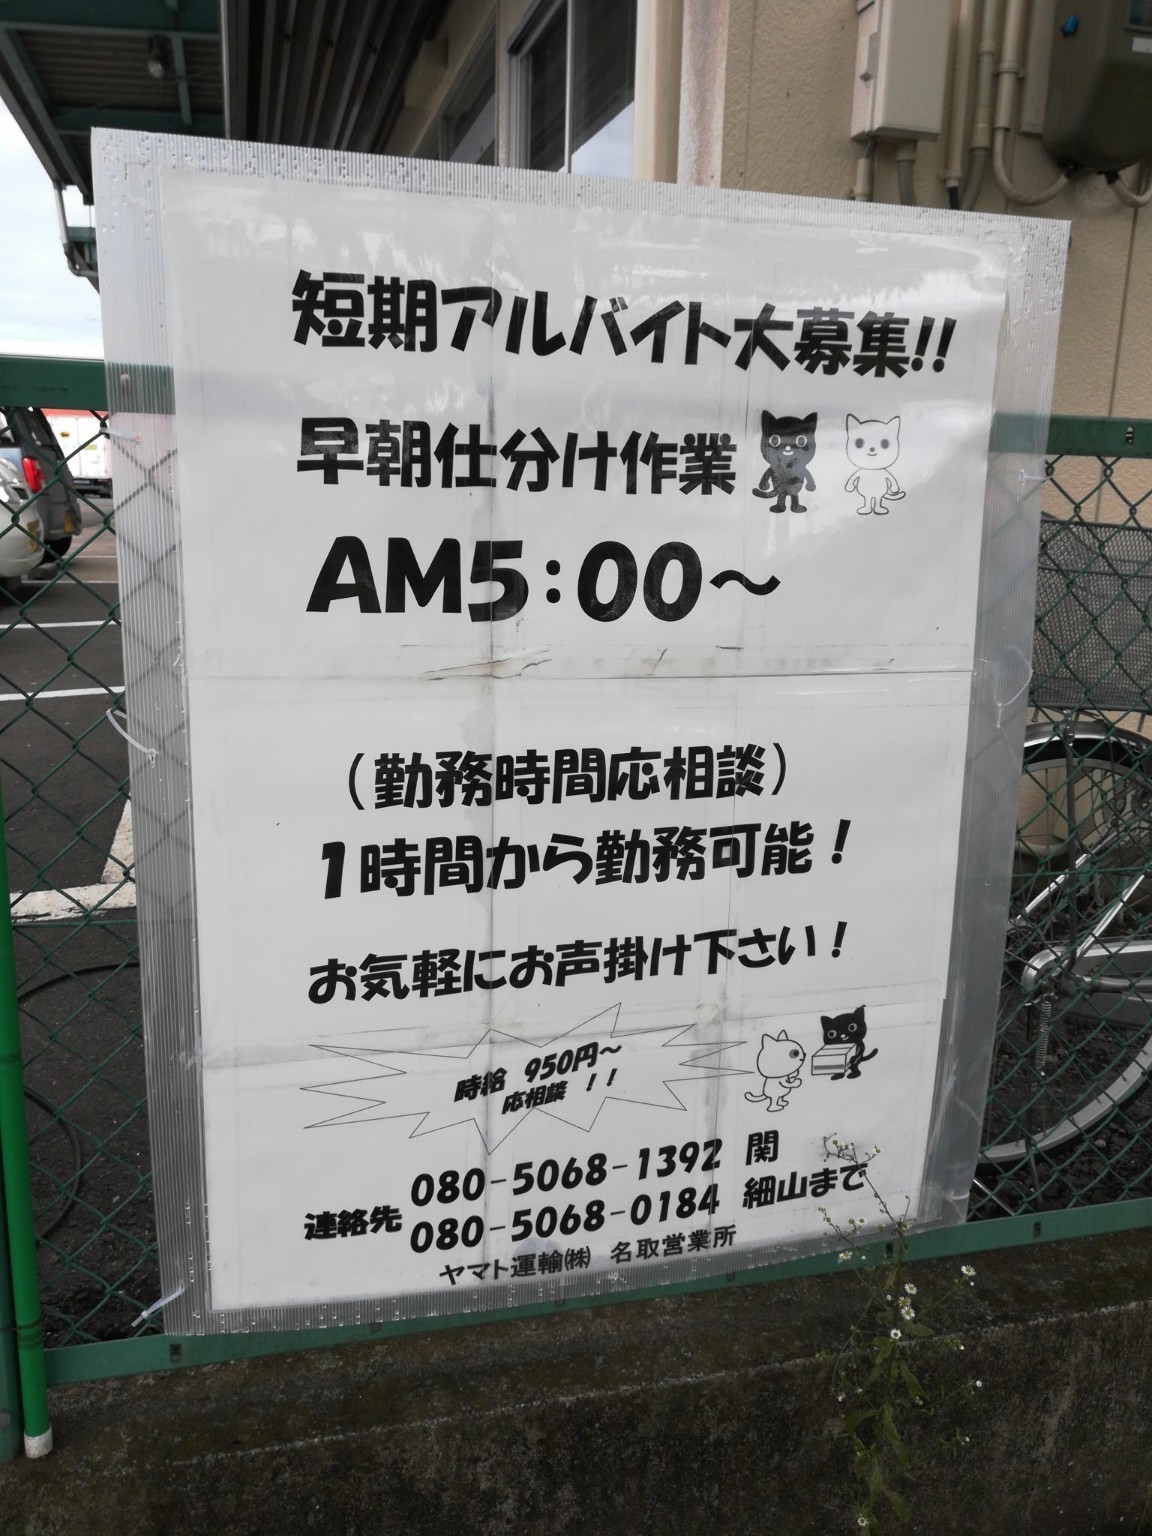 短期アルバイト大募集!!
早朝仕分け作業
AM5:00～
（勤務時間応相談）
1時間から勤務可能！
お気軽にお声掛け下さい！
時給 950円～
応相談 ！！
080-5068-1392 関
連絡先 080-5068-0184 細山まで
ヤマト運輸㈱ 名取営業所